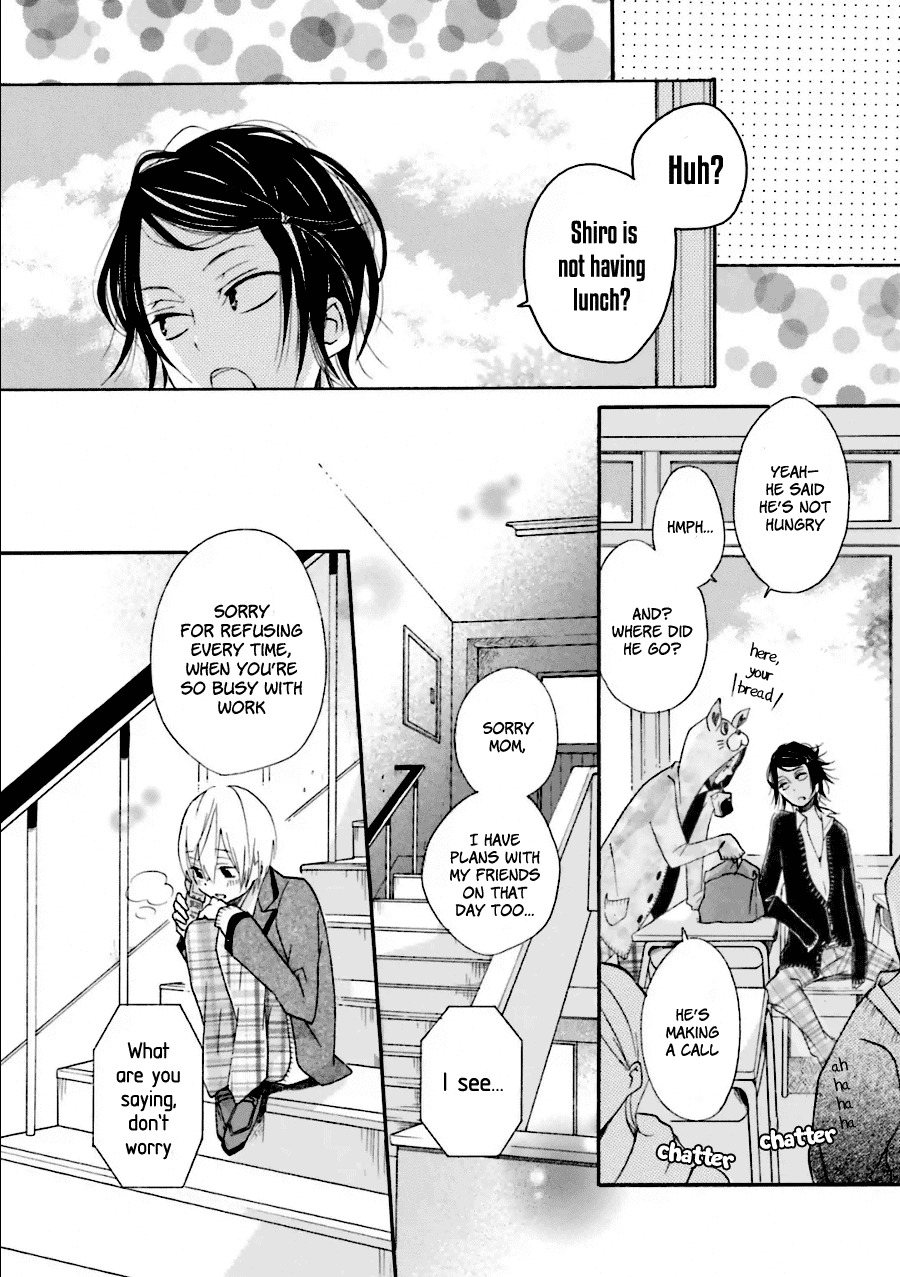 Huh?
Shiro is
not having
lunch?
YEAH—
HE SAID
HE'S NOT
HUNGRY
HMPH...
AND?
WHERE DID
HE GO?
here,
your
bread
HE'S
MAKING
A CALL
ah
ha
ha
ha
chatter
chatter
SORRY
MOM,
I HAVE
PLANS WITH
MY FRIENDS
ON THAT
DAY TOO...
I see...
SORRY
FOR REFUSING
EVERY TIME,
WHEN YOU'RE
SO BUSY WITH
WORK
What
are you
saying,
don't
worry